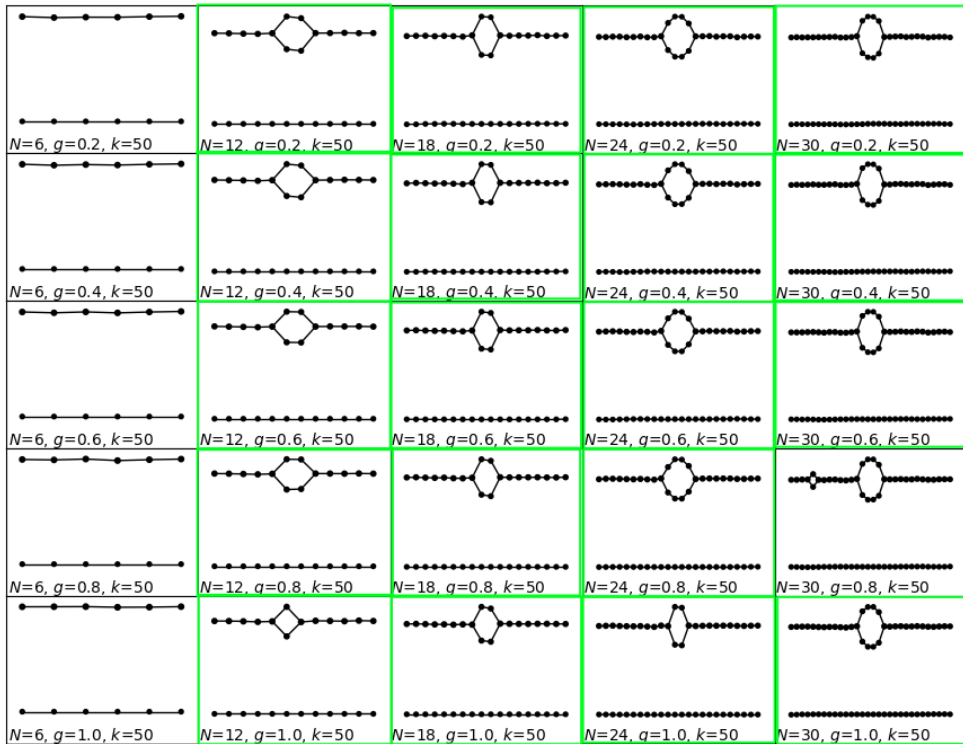 N=6, g=0.2, k=50
N=12, g=0.2, k=50
N=18, g=0.2, k=50
N=24, g=0.2, k=50
N=30, g=0.2, k=50
N=6, g=0.4, k=50
N=12, g=0.4, k=50
N=18, g=0.4, k=50
N=24, g=0.4, k=50
N=30, g=0.4, k=50
N=6, g=0.6, k=50
N=12, g=0.6, k=50
N=18, g=0.6, k=50
N=24, g=0.6, k=50
N=30, g=0.6, k=50
N=6, g=0.8, k=50
N=12, g=0.8, k=50
N=18, g=0.8, k=50
N=24, g=0.8, k=50
N=30, g=0.8, k=50
N=6, g=1.0, k=50
N=12, g=1.0, k=50
N=18, g=1.0, k=50
N=24, g=1.0, k=50
N=30, g=1.0, k=50